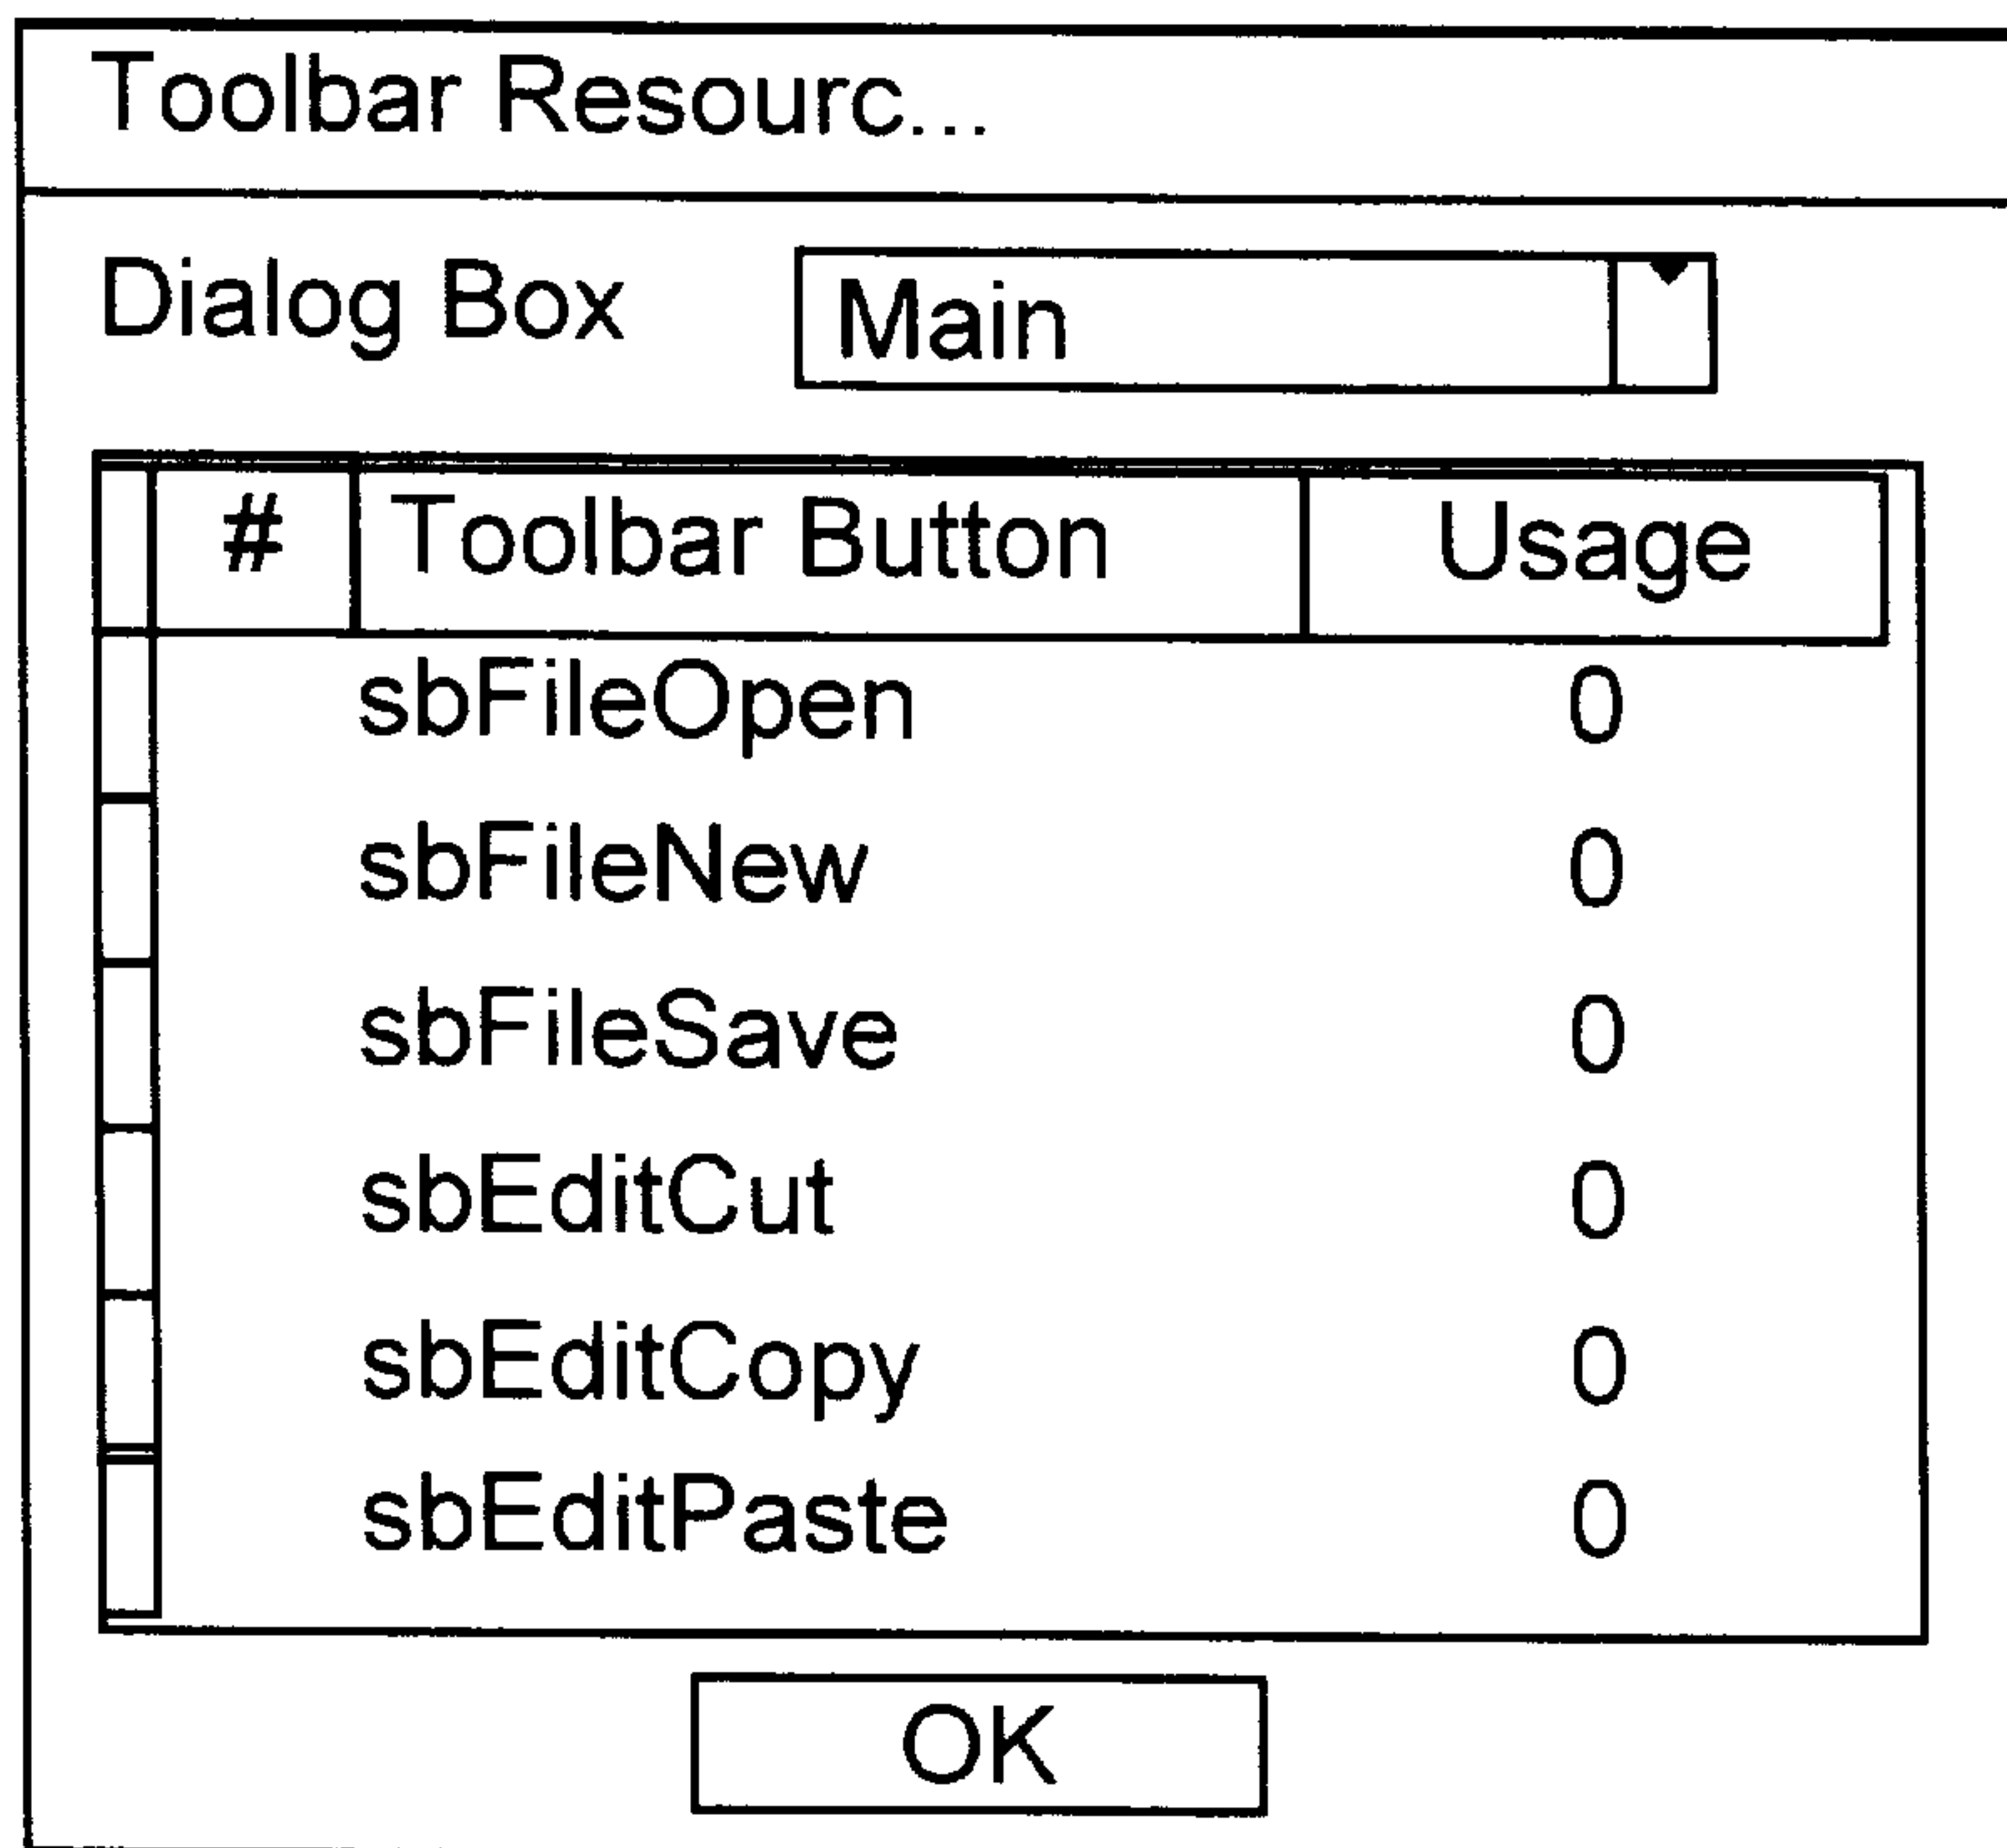 Toolbar Resourc...
Dialog Box Main
# Toolbar Button Usage
sbFileOpen 0
sbFileNew 0
sbFileSave 0
sbEditCut 0
sbEditCopy 0
sbEditPaste 0
OK